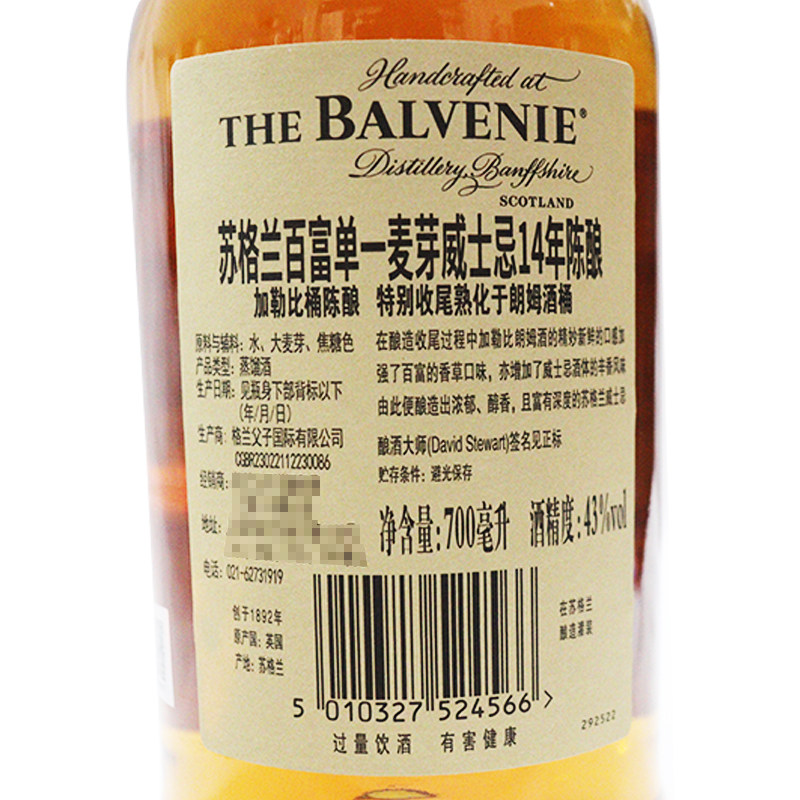 Handcrafted at
THE BALVENIE®
Distillery, Banffshire
SCOTLAND
苏格兰百富单一麦芽威士忌14年陈酿
加勒比桶陈酿 特别收尾熟化于朗姆酒桶
原料与辅料：水、大麦芽、焦糖色
产品类型：蒸馏酒
生产日期：见瓶身下部背标以下
（年/月/日）
生产商：格兰父子国际有限公司
CGBR23022112230086
经销商：
地址：
电话：021-62731919
在酿造收尾过程中加勒比朗姆酒的精妙新鲜的口感加
强了百富的香草口味，亦增加了威士忌酒体的辛香风味
由此便酿造出浓郁、醇香，且富有深度的苏格兰威士忌
酿酒大师(David Stewart)签名见正标
贮存条件：避光保存
净含量：700毫升 酒精度：43%vol
创于1892年
原产国：英国
产地：苏格兰
在苏格兰
酿造灌装
5 010327 524566 >
292522
过量饮酒 有害健康